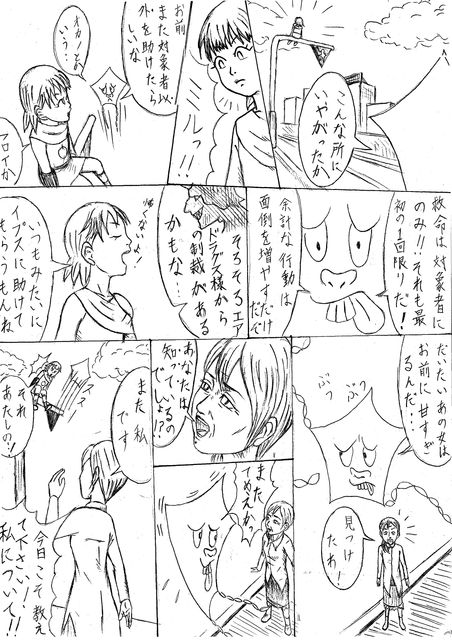 こんな所に
いやがったか
お前
また対象者以
外を助けたら
しいな
ミルっ!!
オカノとか
いう…
フロイか
救命は対象者に
のみ!!それも最
初の1回限りだ!
余計な行動は
面倒を増やすだけ
だぜ
そろそろエア
ドラグス様から
の制裁がある
かもな…
怖くないよ!
いつもみたいに
イプスに助けて
もらうもんね
だいたいあの女は
お前に甘すぎ
るんだ…
ぶっ
ぶっ
見つけ
たわ!
あなたは
知っているの
でしょ!?
また
てめえか
また私
です
今日こそ教え
て下さい!
私について!!
それ
あたしの!